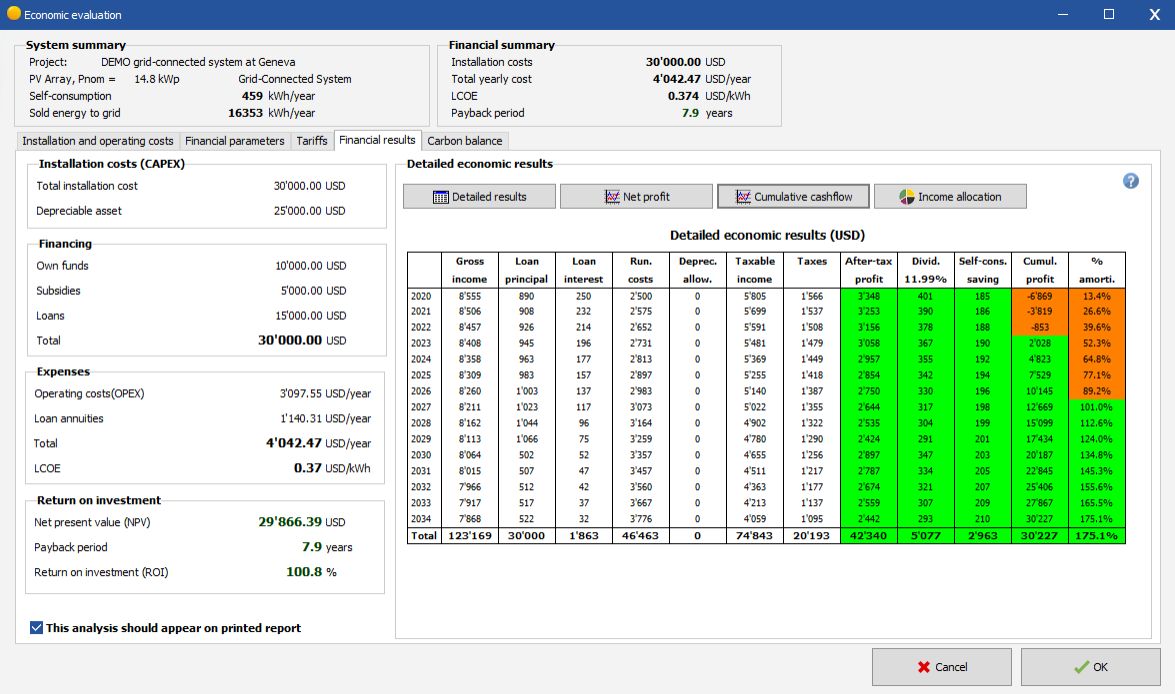 Economic evaluation
System summary
Project: DEMO grid-connected system at Geneva
PV Array, Pnom = 14.8 kWp Grid-Connected System
Self-consumption 459 kWh/year
Sold energy to grid 16353 kWh/year
Financial summary
Installation costs 30'000.00 USD
Total yearly cost 4'042.47 USD/year
LCOE 0.374 USD/kWh
Payback period 7.9 years
Installation and operating costs Financial parameters Tariffs Financial results Carbon balance
Installation costs (CAPEX)
Total installation cost 30'000.00 USD
Depreciable asset 25'000.00 USD
Financing
Own funds 10'000.00 USD
Subsidies 5'000.00 USD
Loans 15'000.00 USD
Total 30'000.00 USD
Expenses
Operating costs(OPEX) 3'097.55 USD/year
Loan annuities 1'140.31 USD/year
Total 4'042.47 USD/year
LCOE 0.37 USD/kWh
Return on investment
Net present value (NPV) 29'866.39 USD
Payback period 7.9 years
Return on investment (ROI) 100.8 %
This analysis should appear on printed report
Detailed economic results
?
Detailed results Net profit Cumulative cashflow Income allocation
Detailed economic results (USD)
Gross Loan Loan Run. Deprec. Taxable Taxes After-tax Divid. Self-cons. Cumul. %
income principal interest costs allow. income profit 11.99% saving profit amorti.
2020 8'555 890 250 2'500 0 5'805 1'566 3'348 401 185 -6'869 13.4%
2021 8'506 908 232 2'575 0 5'699 1'537 3'253 390 186 -3'819 26.6%
2022 8'457 926 214 2'652 0 5'591 1'508 3'156 378 188 -853 39.6%
2023 8'408 945 196 2'731 0 5'481 1'479 3'058 367 190 2'028 52.3%
2024 8'358 963 177 2'813 0 5'369 1'449 2'957 355 192 4'823 64.8%
2025 8'309 983 157 2'897 0 5'255 1'418 2'854 342 194 7'529 77.1%
2026 8'260 1'003 137 2'983 0 5'140 1'387 2'750 330 196 10'145 89.2%
2027 8'211 1'023 117 3'073 0 5'022 1'355 2'644 317 198 12'669 101.0%
2028 8'162 1'044 96 3'164 0 4'902 1'322 2'535 304 199 15'099 112.6%
2029 8'113 1'066 75 3'259 0 4'780 1'290 2'424 291 201 17'434 124.0%
2030 8'064 502 52 3'357 0 4'655 1'256 2'897 347 203 20'187 134.8%
2031 8'015 507 47 3'457 0 4'511 1'217 2'787 334 205 22'845 145.3%
2032 7'966 512 42 3'560 0 4'363 1'177 2'674 321 207 25'406 155.6%
2033 7'917 517 37 3'667 0 4'213 1'137 2'559 307 209 27'867 165.5%
2034 7'868 522 32 3'776 0 4'059 1'095 2'442 293 210 30'227 175.1%
Total 123'169 30'000 1'863 46'463 0 74'843 20'193 42'340 5'077 2'963 30'227 175.1%
Cancel OK